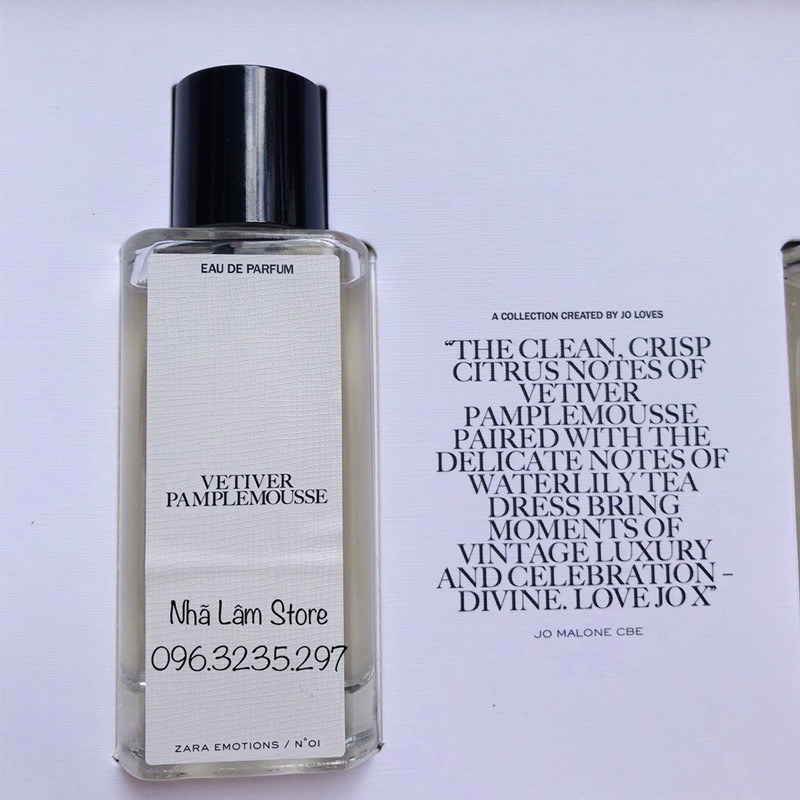 EAU DE PARFUM
VETIVER
PAMPLEMOUSSE
Nhã Lâm Store
096.3235.297
ZARA EMOTIONS / N°01
A COLLECTION CREATED BY JO LOVES
“THE CLEAN, CRISP
CITRUS NOTES OF
VETIVER
PAMPLEMOUSSE
PAIRED WITH THE
DELICATE NOTES OF
WATERLILY TEA
DRESS BRING
MOMENTS OF
VINTAGE LUXURY
AND CELEBRATION –
DIVINE. LOVE JO X”
JO MALONE CBE